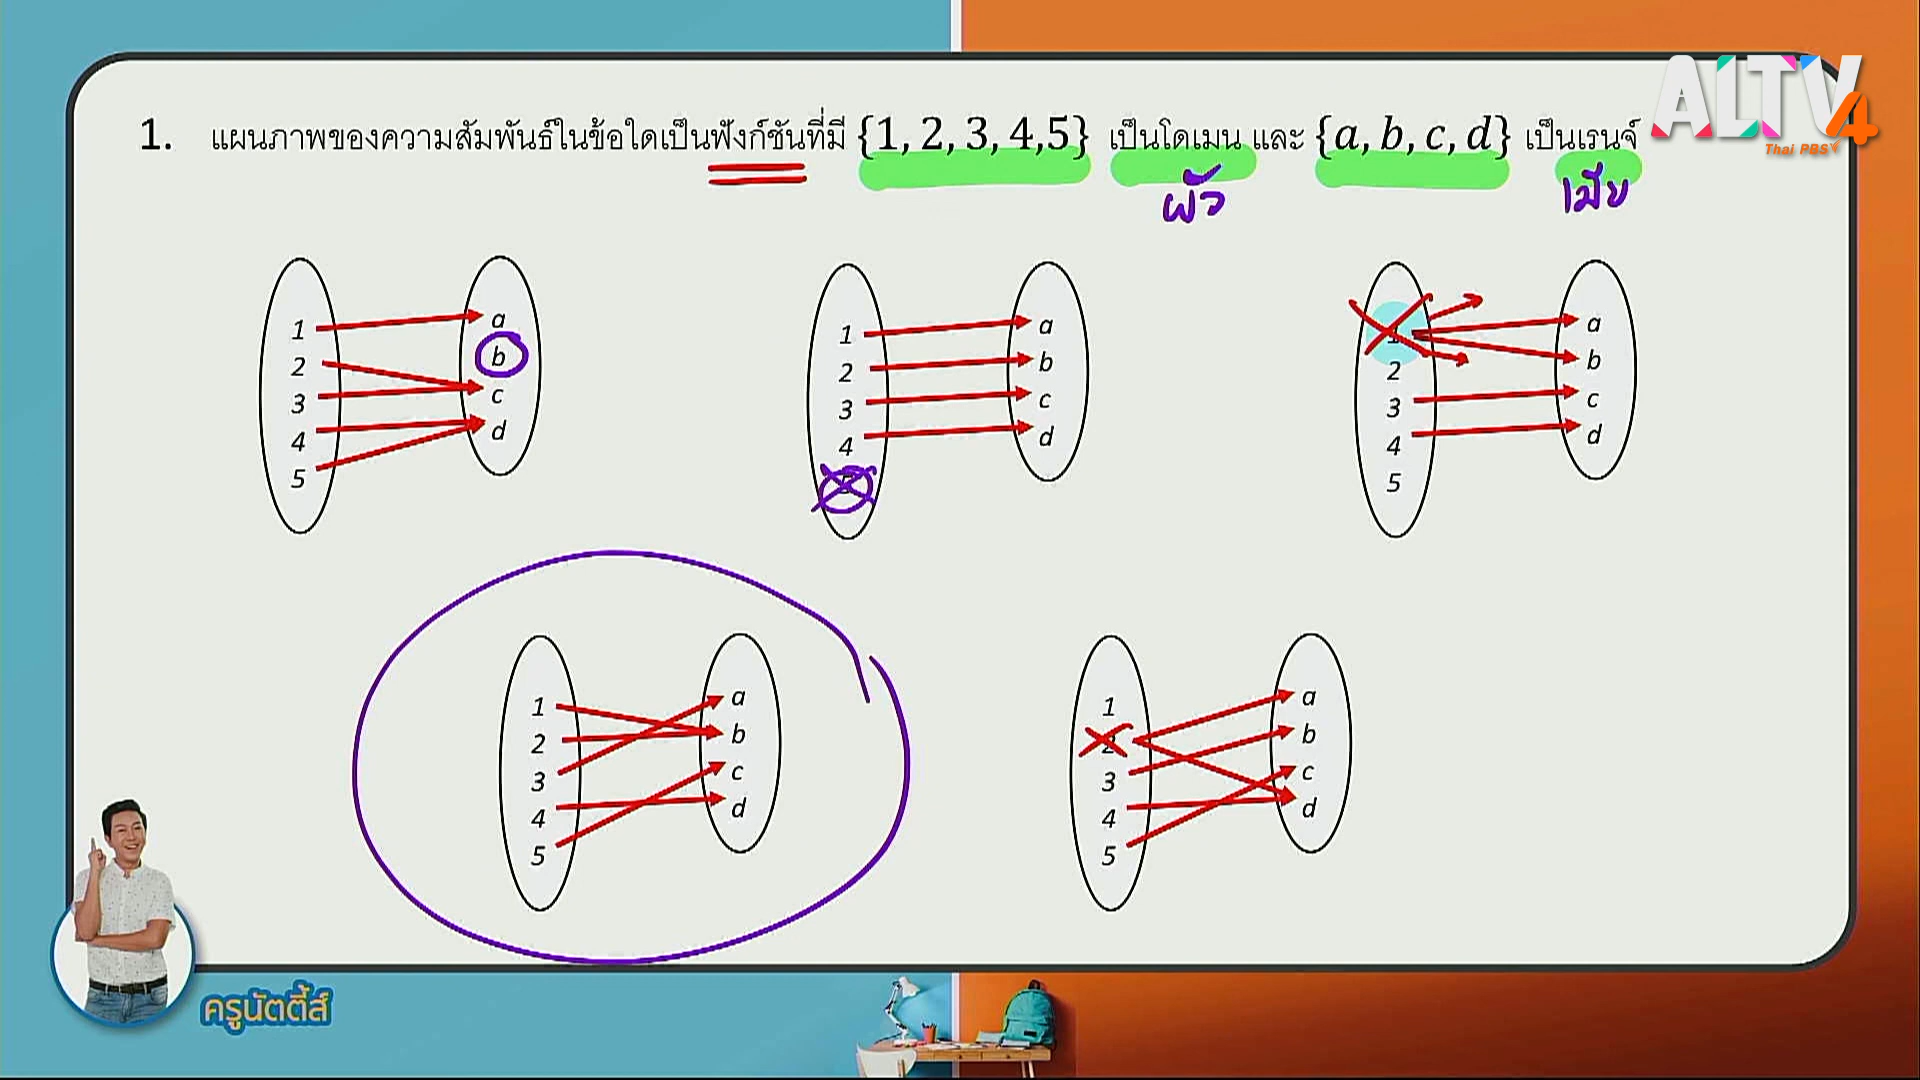 ALTV4
Thai PBS
1. แผนภาพของความสัมพันธ์ในข้อใดเป็นฟังก์ชันที่มี {1, 2, 3, 4,5} เป็นโดเมน และ {a, b, c, d} เป็นเรนจ์
ผัว เมีย
1 a
2 b
3 c
4 d
5
1 a
2 b
3 c
4 d
5
1 a
2 b
3 c
4 d
5
1 a
2 b
3 c
4 d
5
1 a
2 b
3 c
4 d
5
ครูนัตตี้ส์